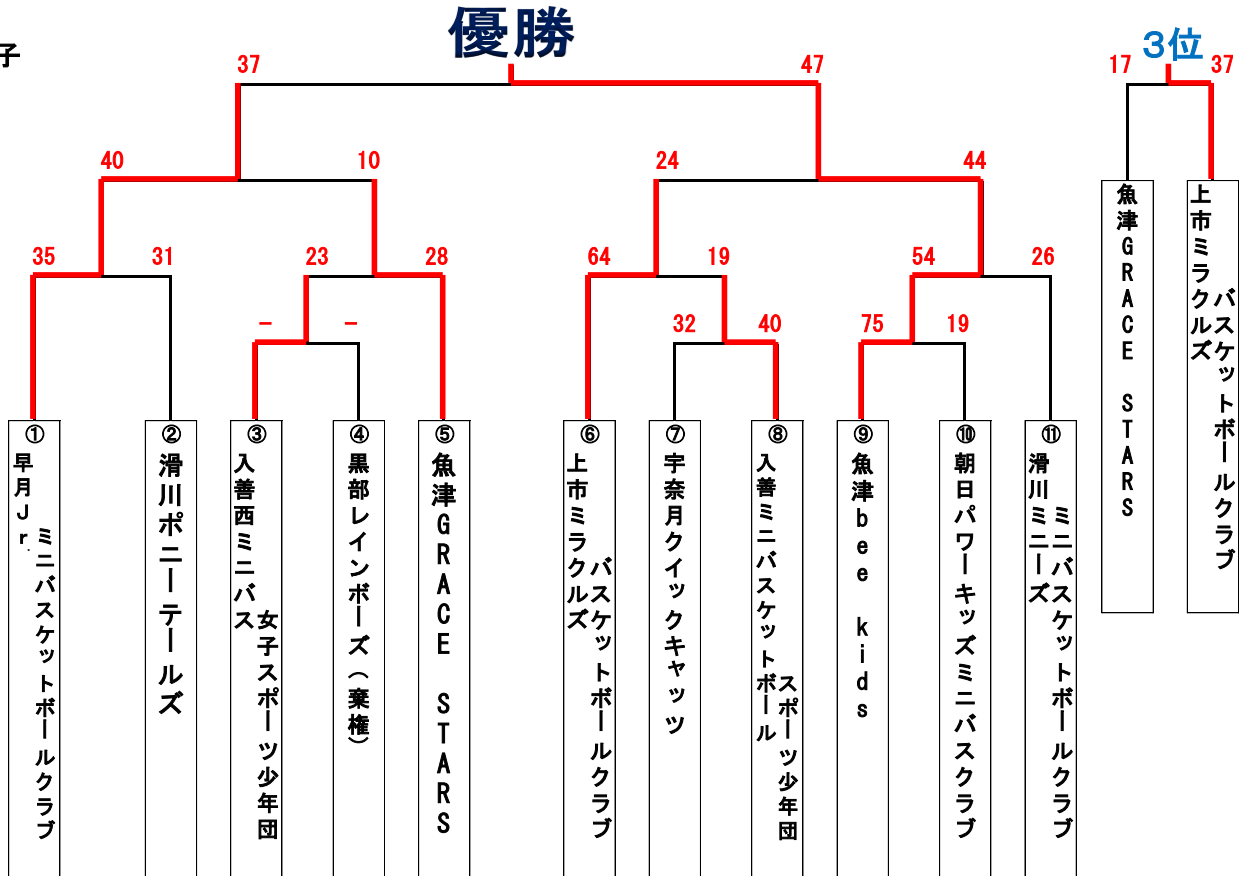 子
優勝
3位
37
47
17
37
40
10
24
44
35
31
23
28
64
19
54
26
－
－
32
40
75
19
①
早月Jr.
ミニバスケットボールクラブ
②
滑川ポニーテールズ
③
入善西ミニバス
女子スポーツ少年団
④
黒部レインボーズ（棄権）
⑤
魚津GRACE STARS
⑥
上市ミラクルズ
バスケットボールクラブ
⑦
宇奈月クイックキャッツ
⑧
入善ミニバスケットボール
スポーツ少年団
⑨
魚津bee kids
⑩
朝日パワーキッズミニバスクラブ
⑪
滑川ミニーズ
ミニバスケットボールクラブ
魚津GRACE STARS
上市ミラクルズ
バスケットボールクラブ